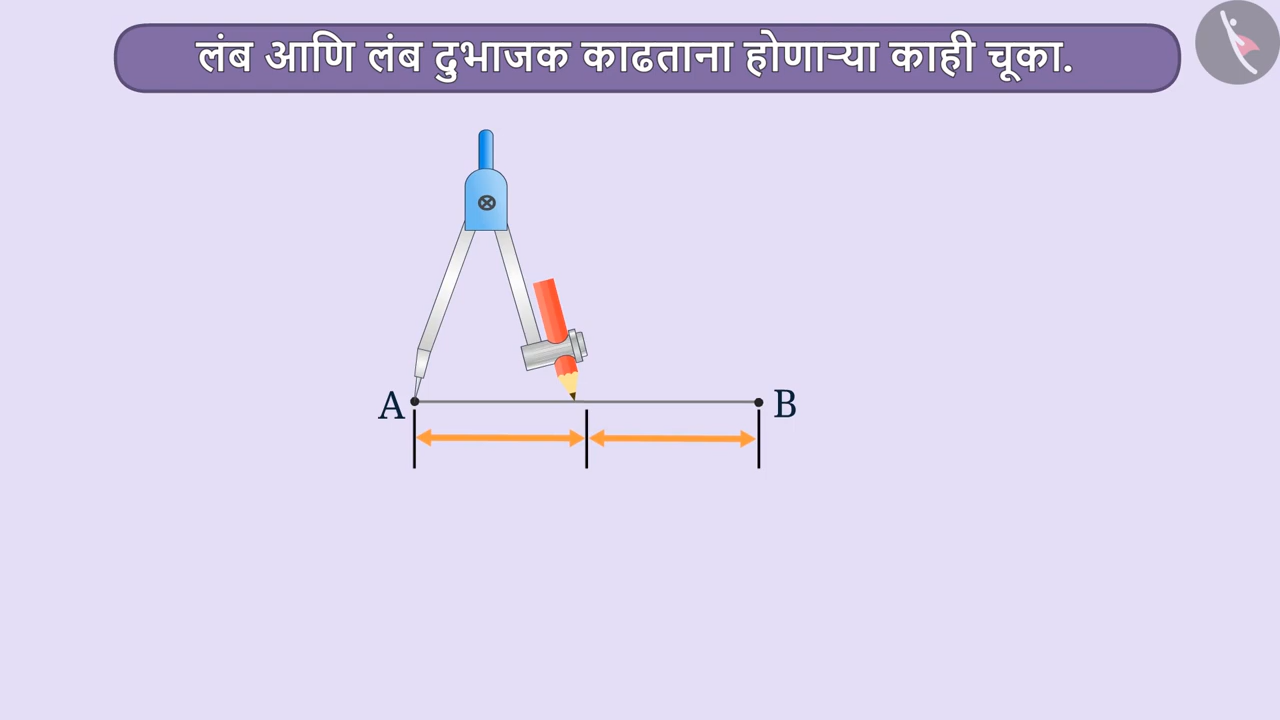 लंब आणि लंब दुभाजक काढताना होणाऱ्या काही चूका.
A
B